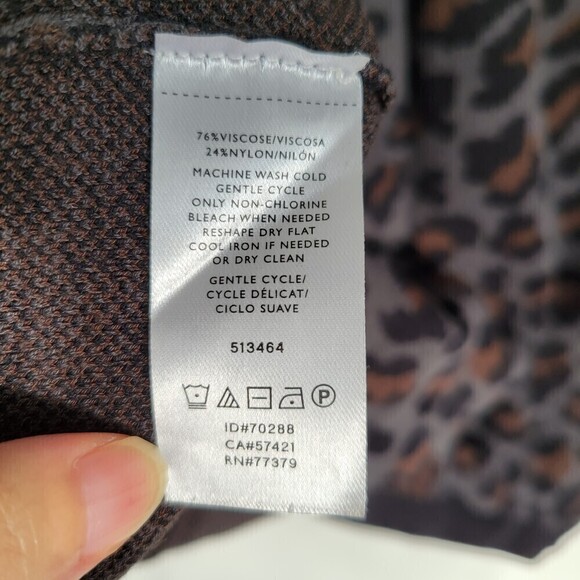 76%VISCOSE/VISCOSA
24%NYLON/NILÓN
MACHINE WASH COLD
GENTLE CYCLE
ONLY NON-CHLORINE
BLEACH WHEN NEEDED
RESHAPE DRY FLAT
COOL IRON IF NEEDED
OR DRY CLEAN
GENTLE CYCLE/
CYCLE DÉLICAT/
CICLO SUAVE
513464
P
ID#70288
CA#57421
RN#77379